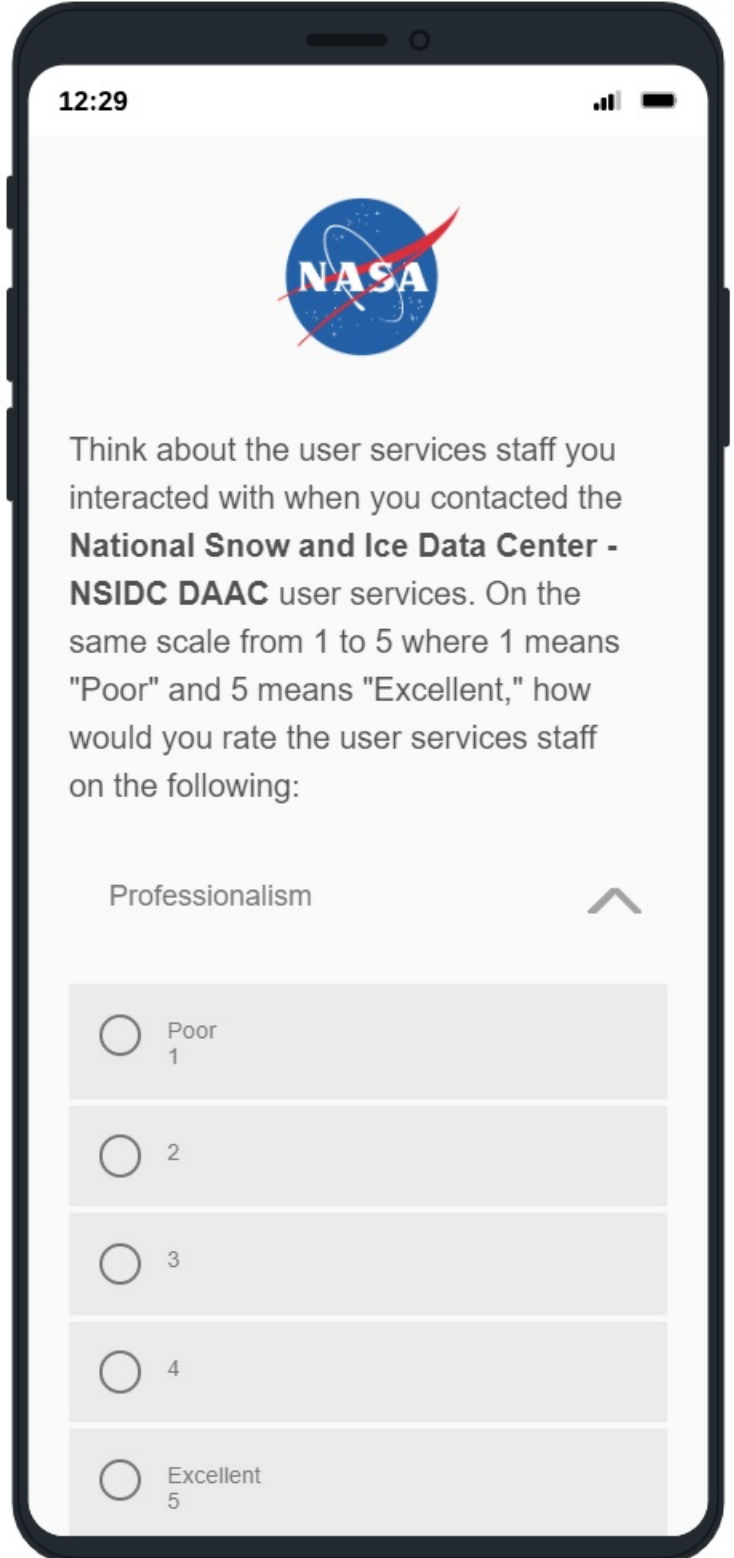 12:29
NASA
Think about the user services staff you
interacted with when you contacted the
National Snow and Ice Data Center -
NSIDC DAAC user services. On the
same scale from 1 to 5 where 1 means
"Poor" and 5 means "Excellent," how
would you rate the user services staff
on the following:
Professionalism
Poor
1
2
3
4
Excellent
5